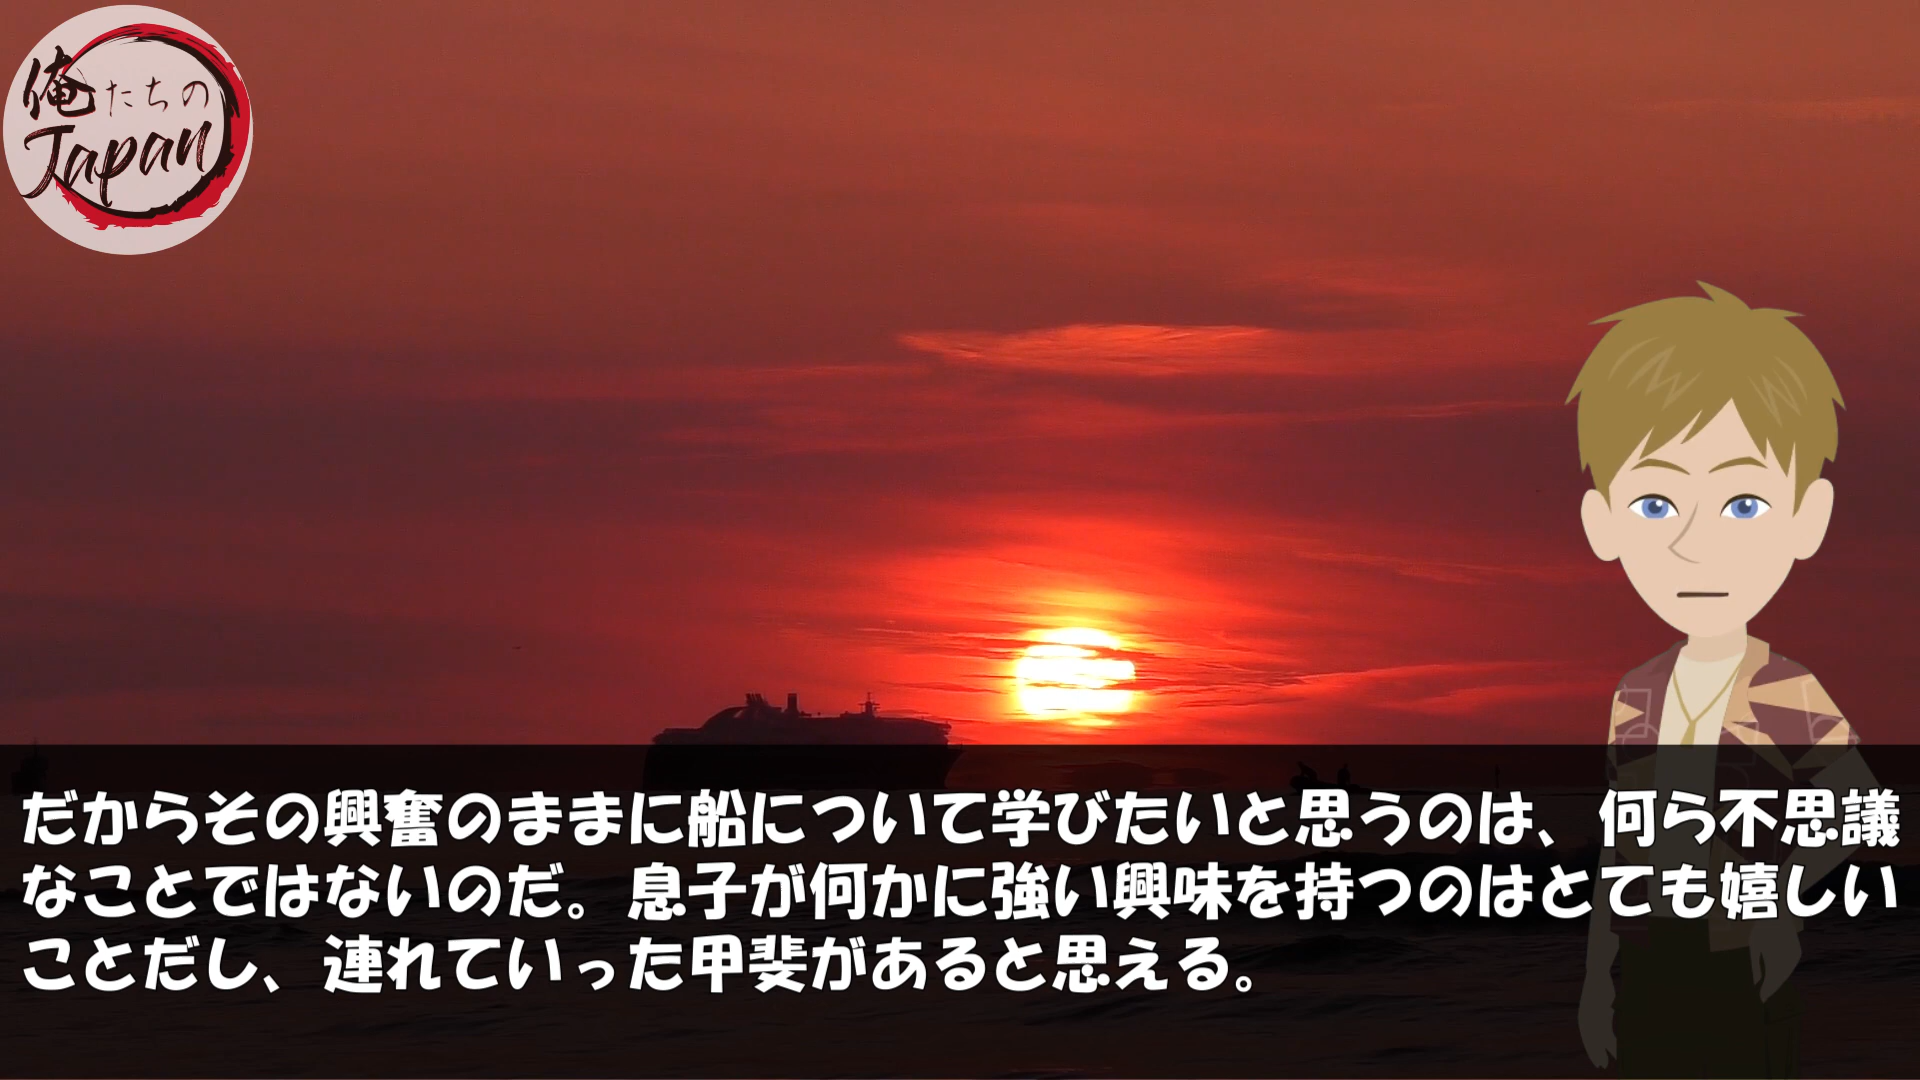 俺たちの
Japan
だからその興奮のままに船について学びたいと思うのは、何ら不思議
なことではないのだ。息子が何かに強い興味を持つのはとても嬉しい
ことだし、連れていった甲斐があると思える。